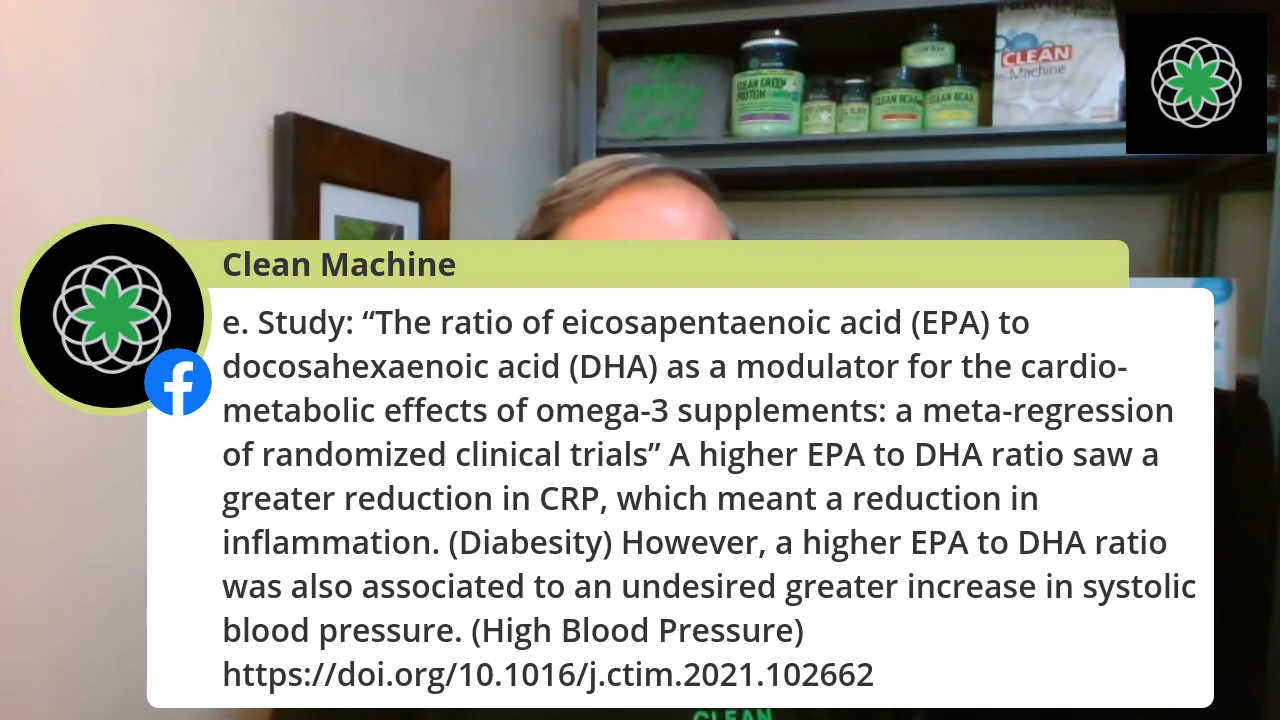 CLEAN GREEN
PROTEIN
CLEAN BCAA
CLEAN BCAA
CLEAN
Machine
Clean Machine
e. Study: “The ratio of eicosapentaenoic acid (EPA) to
docosahexaenoic acid (DHA) as a modulator for the cardio-
metabolic effects of omega-3 supplements: a meta-regression
of randomized clinical trials” A higher EPA to DHA ratio saw a
greater reduction in CRP, which meant a reduction in
inflammation. (Diabesity) However, a higher EPA to DHA ratio
was also associated to an undesired greater increase in systolic
blood pressure. (High Blood Pressure)
https://doi.org/10.1016/j.ctim.2021.102662
CLEAN